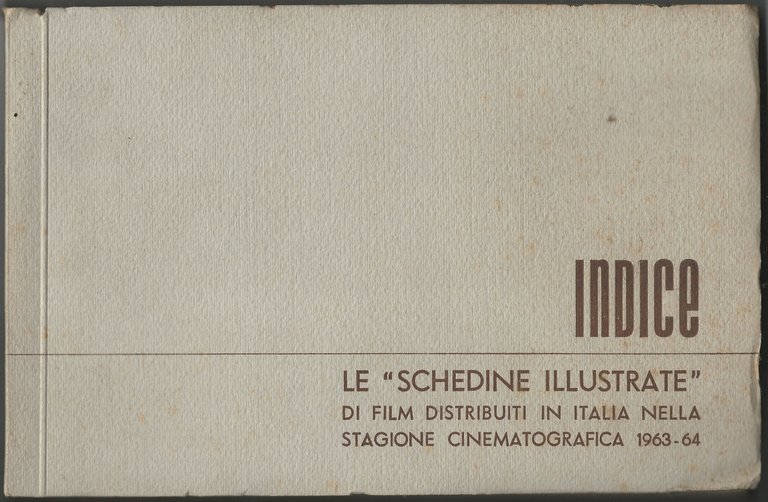 INDICE
LE "SCHEDINE ILLUSTRATE"
DI FILM DISTRIBUITI IN ITALIA NELLA
STAGIONE CINEMATOGRAFICA 1963-64